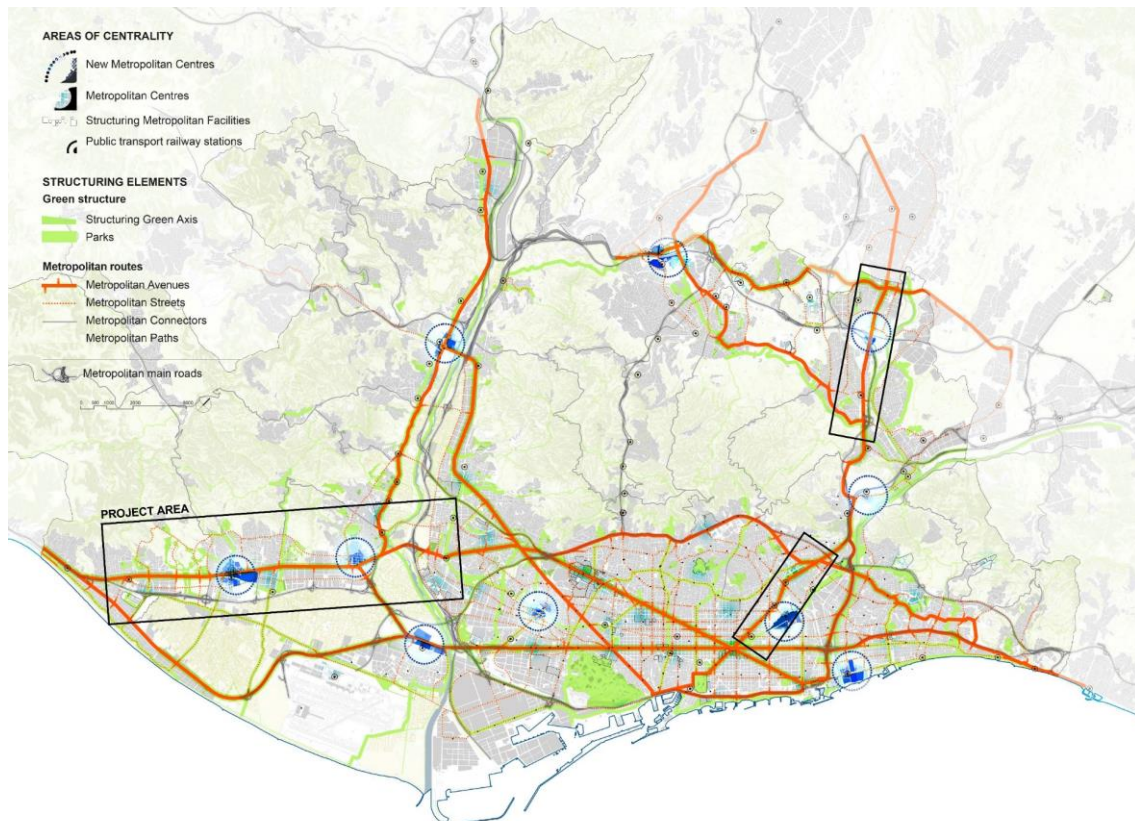 AREAS OF CENTRALITY
New Metropolitan Centres
Metropolitan Centres
Structuring Metropolitan Facilities
Public transport railway stations
STRUCTURING ELEMENTS
Green structure
Structuring Green Axis
Parks
Metropolitan routes
Metropolitan Avenues
Metropolitan Streets
Metropolitan Connectors
Metropolitan Paths
Metropolitan main roads
PROJECT AREA